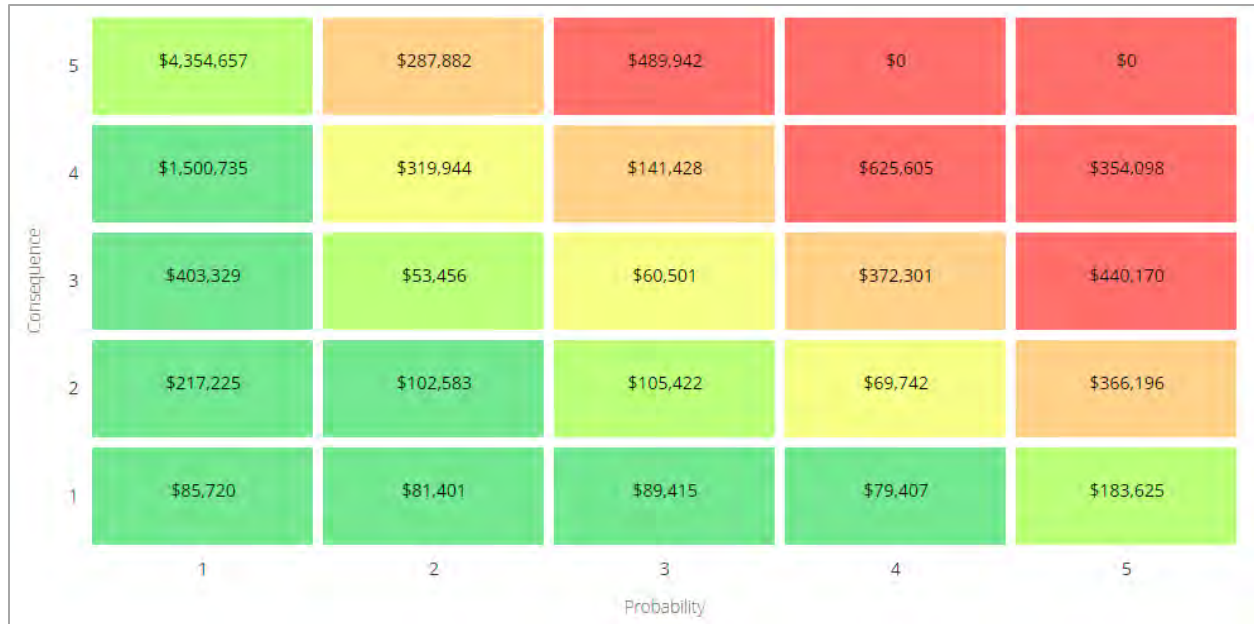 5 $4,354,657 $287,882 $489,942 $0 $0
4 $1,500,735 $319,944 $141,428 $625,605 $354,098
Consequence
3 $403,329 $53,456 $60,501 $372,301 $440,170
2 $217,225 $102,583 $105,422 $69,742 $366,196
1 $85,720 $81,401 $89,415 $79,407 $183,625
1 2 3 4 5
Probability